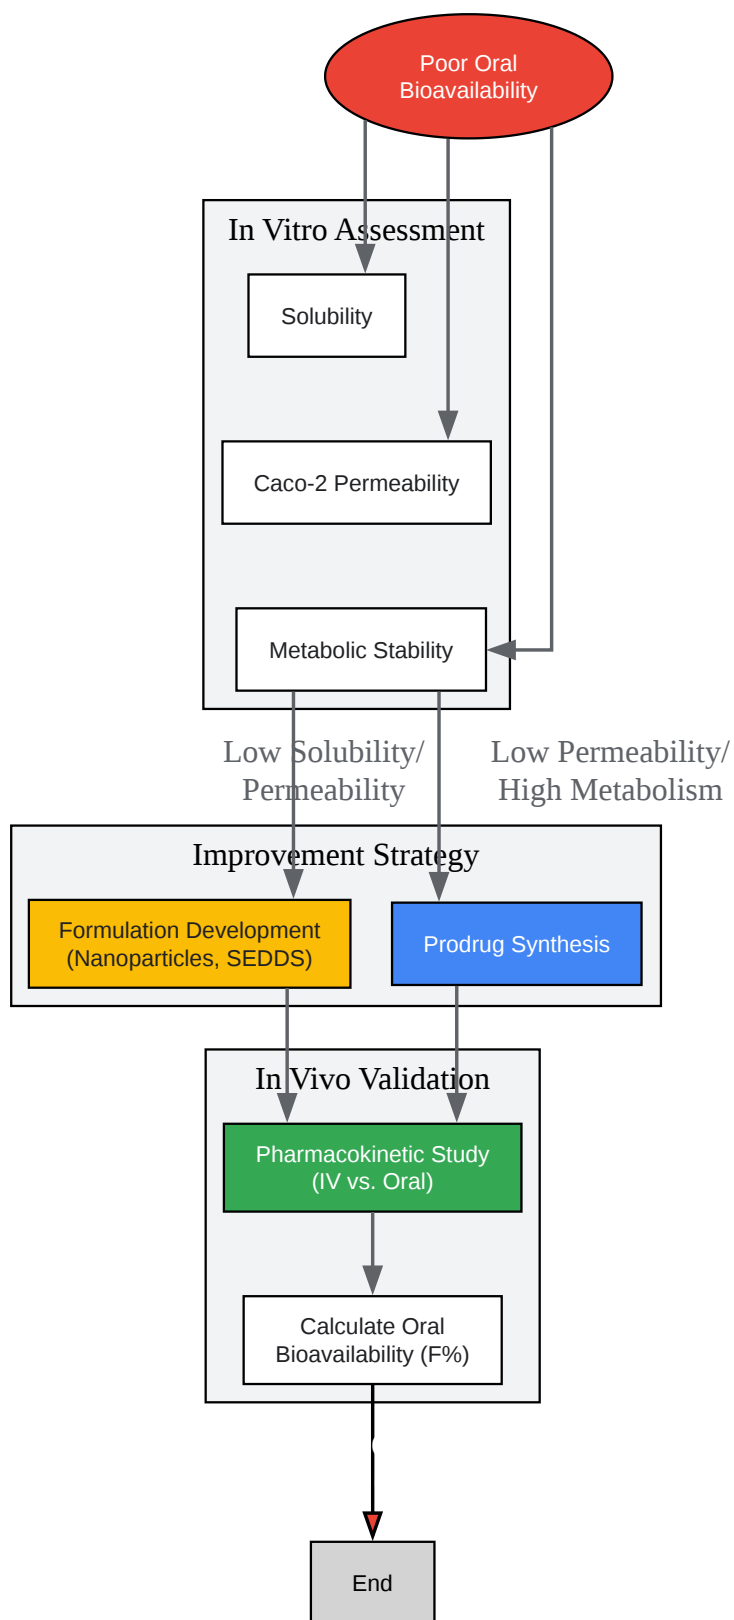 Poor Oral
Bioavailability
In Vitro Assessment
Solubility
Caco-2 Permeability
Metabolic Stability
Low Solubility/
Permeability
Low Permeability/
High Metabolism
Improvement Strategy
Formulation Development
(Nanoparticles, SEDDS)
Prodrug Synthesis
In Vivo Validation
Pharmacokinetic Study
(IV vs. Oral)
Calculate Oral
Bioavailability (F%)
End